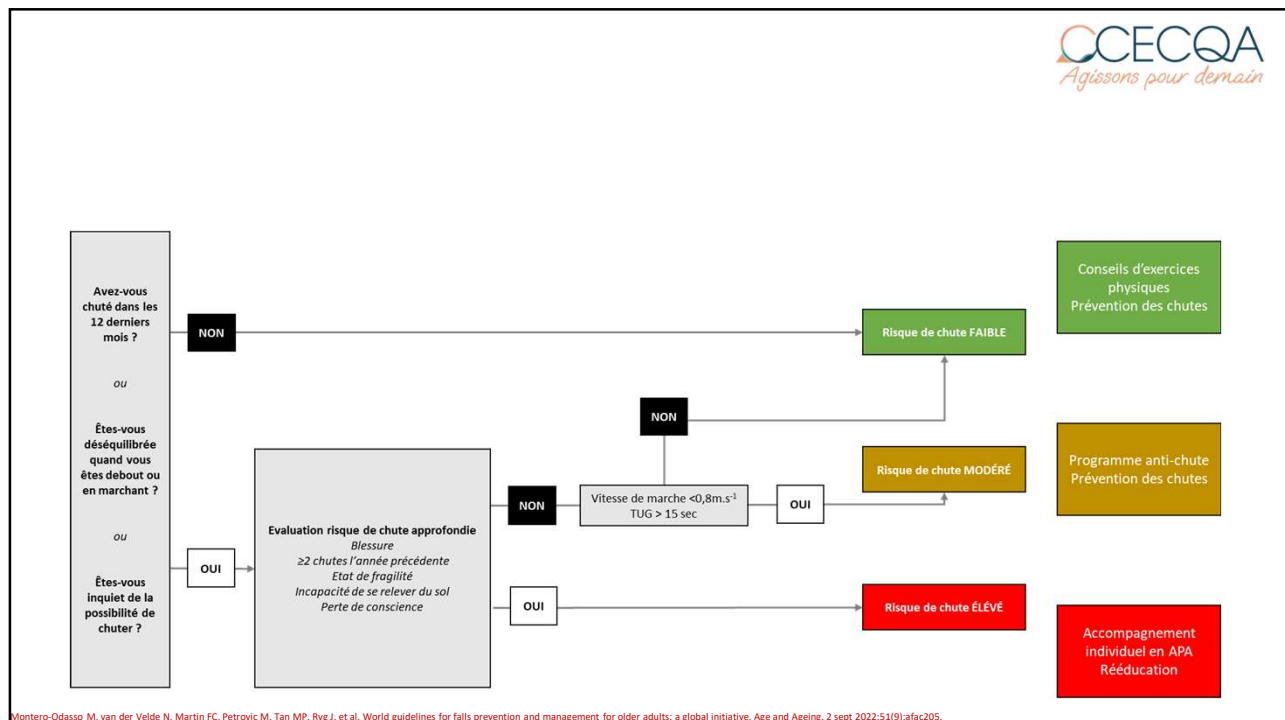 CCECQA
Agissons pour demain
Avez-vous
chuté dans les
12 derniers
mois ?
ou
Êtes-vous
déséquilibrée
quand vous
êtes debout ou
en marchant ?
ou
Êtes-vous
inquiet de la
possibilité de
chuter ?
NON
OUI
Evaluation risque de chute approfondie
Blessure
≥2 chutes l’année précédente
Etat de fragilité
Incapacité de se relever du sol
Perte de conscience
NON
OUI
Vitesse de marche <0,8m.s⁻¹
TUG > 15 sec
NON
OUI
Risque de chute FAIBLE
Risque de chute MODÉRÉ
Risque de chute ÉLÉVÉ
Conseils d’exercices
physiques
Prévention des chutes
Programme anti-chute
Prévention des chutes
Accompagnement
individuel en APA
Rééducation
Montero-Odasso M, van der Velde N, Martin FC, Petrovic M, Tan MP, Ryg J, et al. World guidelines for falls prevention and management for older adults: a global initiative. Age and Ageing. 2 sept 2022;51(9):afac205.